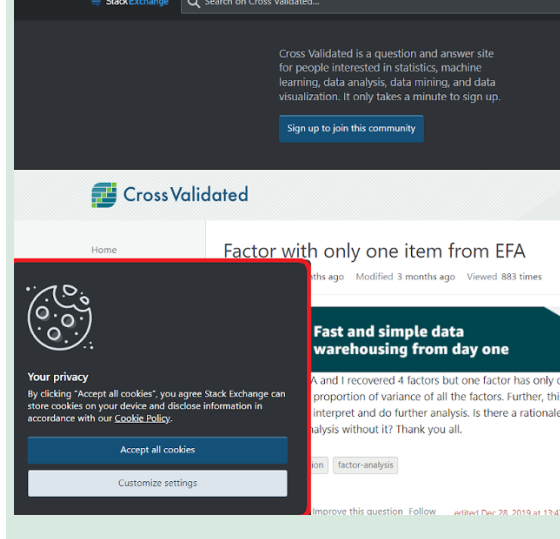 StackExchange
Search on Cross Validated...
Cross Validated is a question and answer site
for people interested in statistics, machine
learning, data analysis, data mining, and data
visualization. It only takes a minute to sign up.
Sign up to join this community
Cross Validated
Home
Factor with only one item from EFA
ths ago Modified 3 months ago Viewed 883 times
Fast and simple data
warehousing from day one
A and I recovered 4 factors but one factor has only
proportion of variance of all the factors. Further,
interpret and do further analysis. Is there a rationale
without it? Thank you all.
factor-analysis
Improve this question Follow
edited Dec 28, 2019 at
Your privacy
By clicking "Accept all cookies", you agree Stack Exchange can
store cookies on your device and disclose information in
accordance with our Cookie Policy.
Accept all cookies
Customize settings